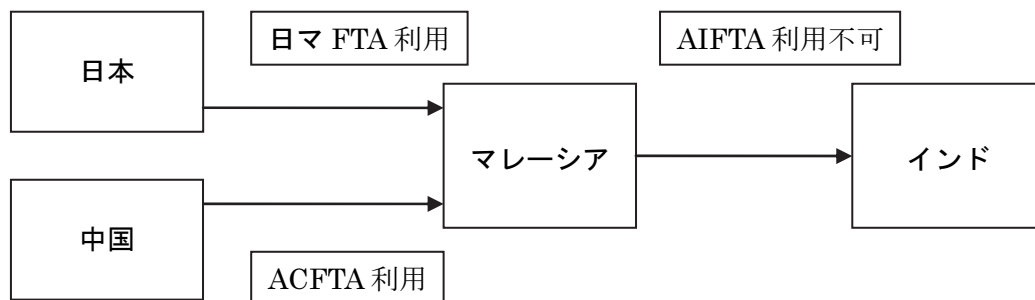 日マ FTA 利用
AIFTA 利用不可
日本
マレーシア
インド
中国
ACFTA 利用